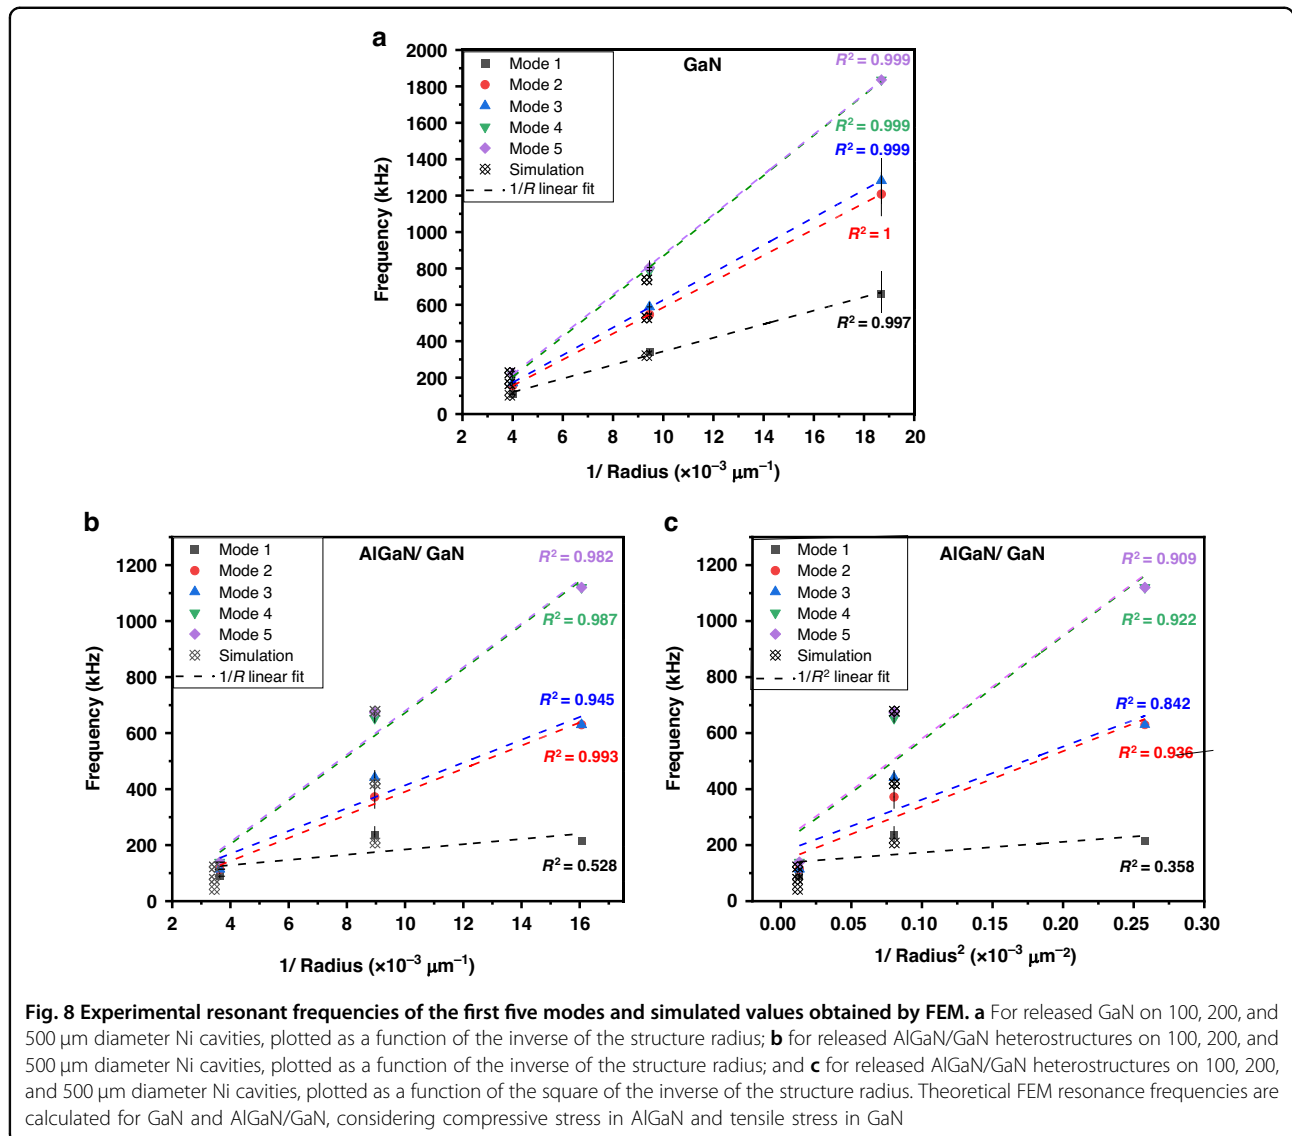 a
GaN
Mode 1
Mode 2
Mode 3
Mode 4
Mode 5
Simulation
1/R linear fit
R² = 0.999
R² = 0.999
R² = 0.999
R² = 1
R² = 0.997
Frequency (kHz)
2000
1800
1600
1400
1200
1000
800
600
400
200
0
2 4 6 8 10 12 14 16 18 20
1/ Radius (×10⁻³ µm⁻¹)
b
AlGaN/ GaN
Mode 1
Mode 2
Mode 3
Mode 4
Mode 5
Simulation
1/R linear fit
R² = 0.982
R² = 0.987
R² = 0.945
R² = 0.993
R² = 0.528
Frequency (kHz)
1200
1000
800
600
400
200
0
2 4 6 8 10 12 14 16
1/ Radius (×10⁻³ µm⁻¹)
c
AlGaN/ GaN
Mode 1
Mode 2
Mode 3
Mode 4
Mode 5
Simulation
1/R² linear fit
R² = 0.909
R² = 0.922
R² = 0.842
R² = 0.936
R² = 0.358
Frequency (kHz)
1200
1000
800
600
400
200
0
0.00 0.05 0.10 0.15 0.20 0.25 0.30
1/ Radius² (×10⁻³ µm⁻²)
Fig. 8 Experimental resonant frequencies of the first five modes and simulated values obtained by FEM. a For released GaN on 100, 200, and
500 µm diameter Ni cavities, plotted as a function of the inverse of the structure radius; b for released AlGaN/GaN heterostructures on 100, 200, and
500 µm diameter Ni cavities, plotted as a function of the inverse of the structure radius; and c for released AlGaN/GaN heterostructures on 100, 200,
and 500 µm diameter Ni cavities, plotted as a function of the square of the inverse of the structure radius. Theoretical FEM resonance frequencies are
calculated for GaN and AlGaN/GaN, considering compressive stress in AlGaN and tensile stress in GaN